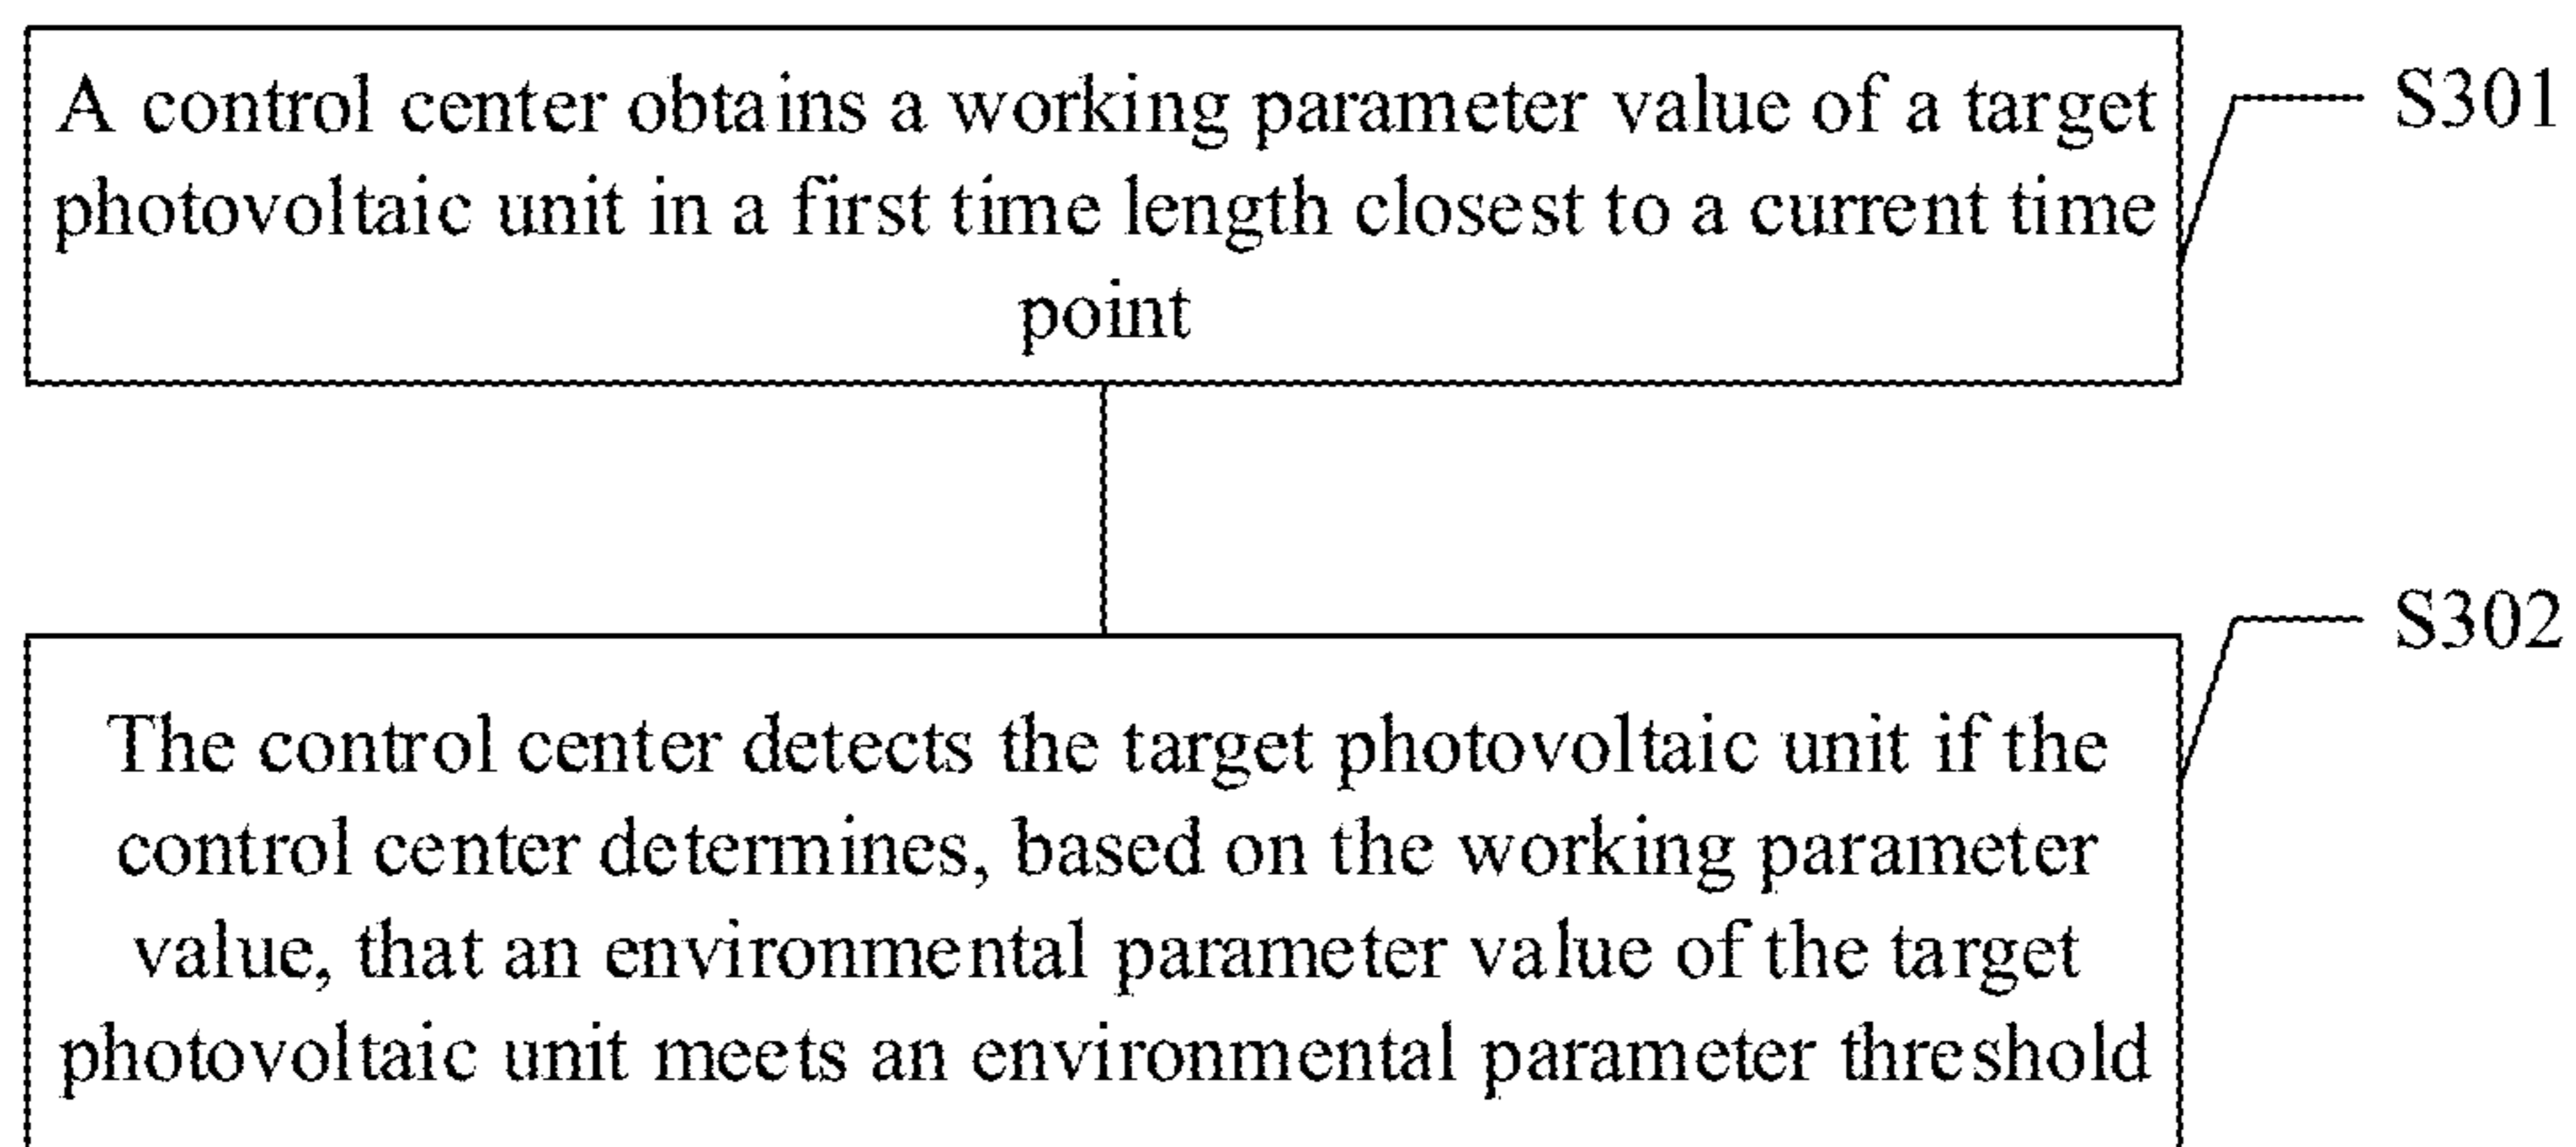 A control center obtains a working parameter value of a target
photovoltaic unit in a first time length closest to a current time
point
S301
The control center detects the target photovoltaic unit if the
control center determines, based on the working parameter
value, that an environmental parameter value of the target
photovoltaic unit meets an environmental parameter threshold
S302